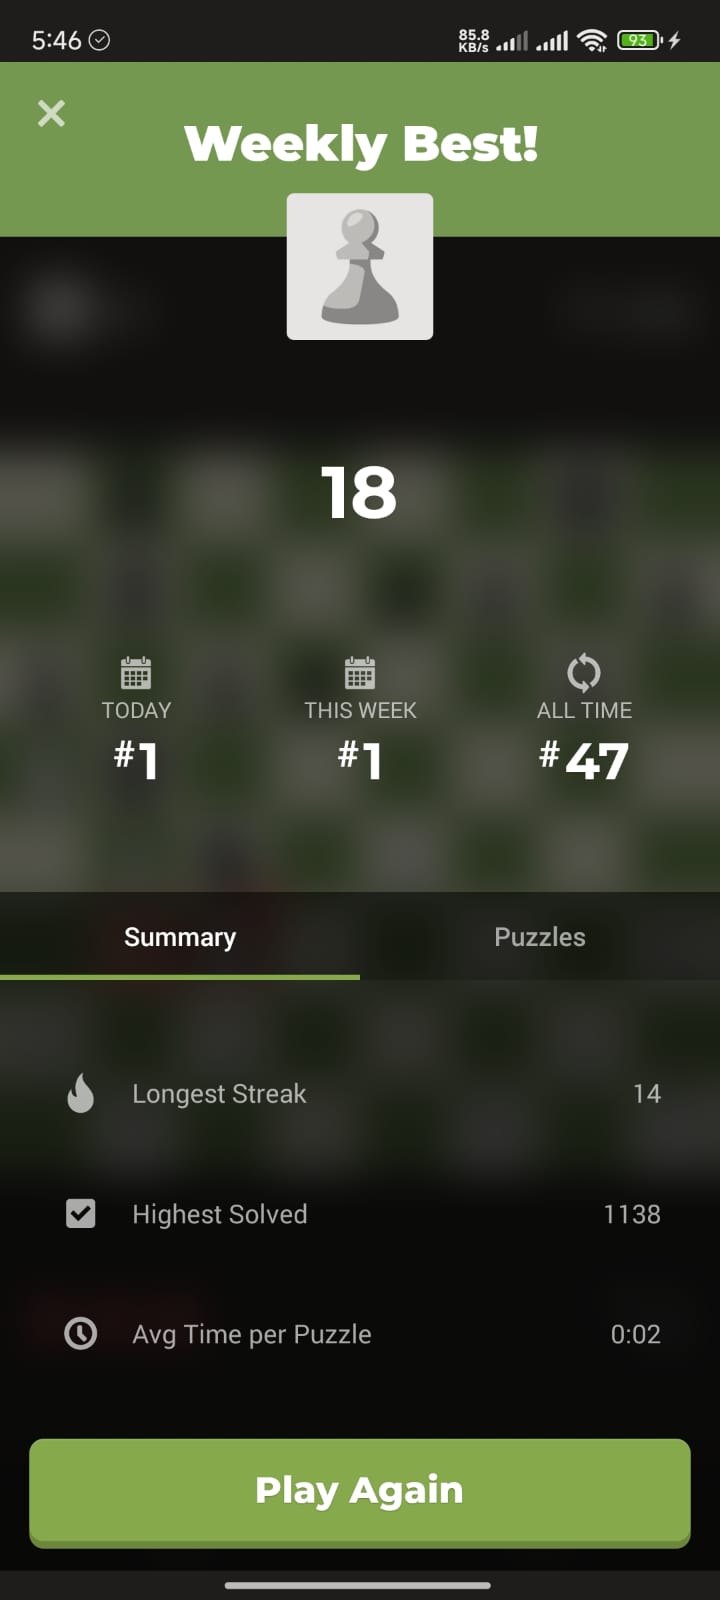 5:46
85.8
KB/s
93
Weekly Best!
18
TODAY
THIS WEEK
ALL TIME
#1
#1
#47
Summary
Puzzles
Longest Streak
14
Highest Solved
1138
Avg Time per Puzzle
0:02
Play Again